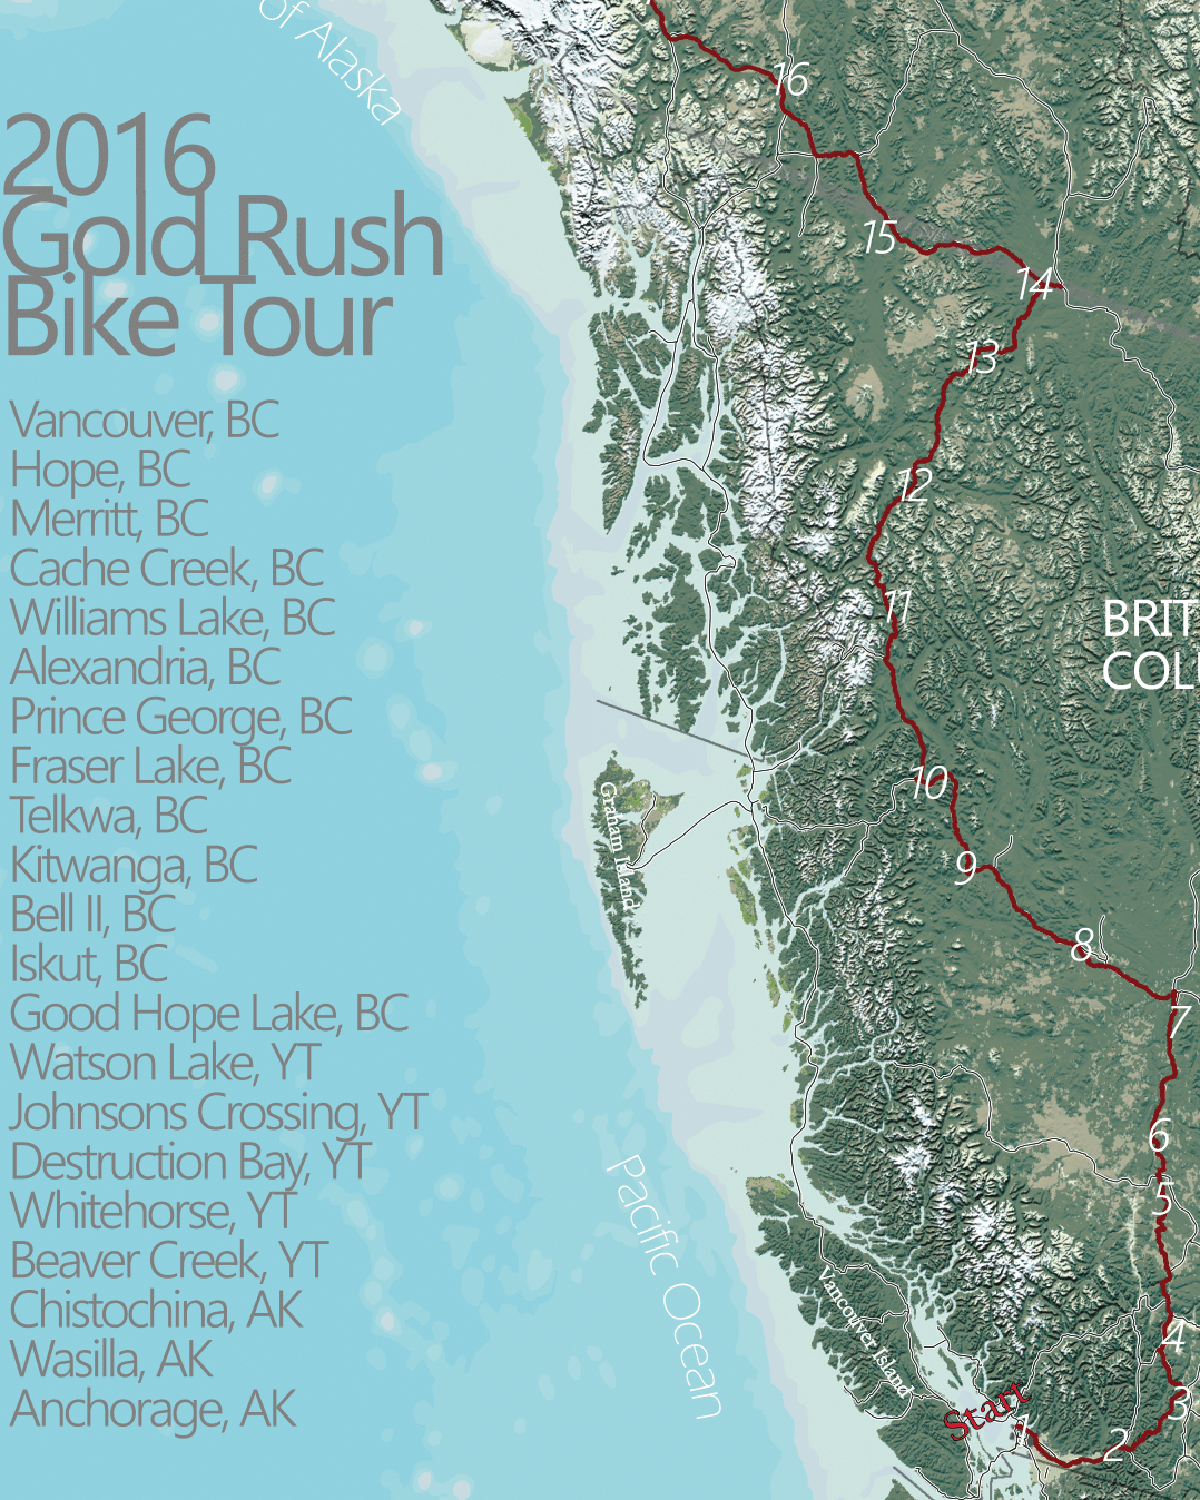 of Alaska
2016
Gold Rush
Bike Tour
Vancouver, BC
Hope, BC
Merritt, BC
Cache Creek, BC
Williams Lake, BC
Alexandria, BC
Prince George, BC
Fraser Lake, BC
Telkwa, BC
Kitwanga, BC
Bell II, BC
Iskut, BC
Good Hope Lake, BC
Watson Lake, YT
Johnsons Crossing, YT
Destruction Bay, YT
Whitehorse, YT
Beaver Creek, YT
Chistochina, AK
Wasilla, AK
Anchorage, AK
16
15
14
13
12
11
BRIT
COL
10
Graham Island
9
8
7
6
5
Pacific Ocean
Vancouver Island
4
3
Start
1
2